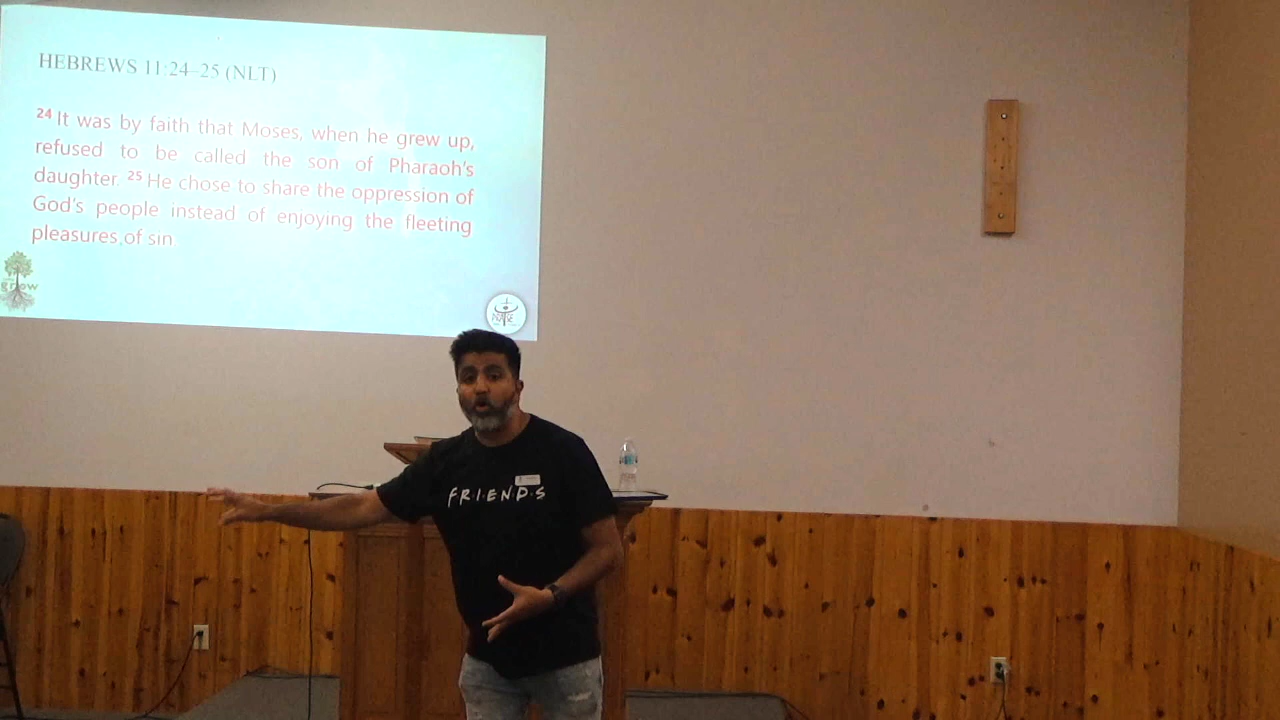 HEBREWS 11:24–25 (NLT)
24 It was by faith that Moses, when he grew up,
refused to be called the son of Pharaoh's
daughter. 25 He chose to share the oppression of
God's people instead of enjoying the fleeting
pleasures of sin
grow
F·R·I·E·N·D·S